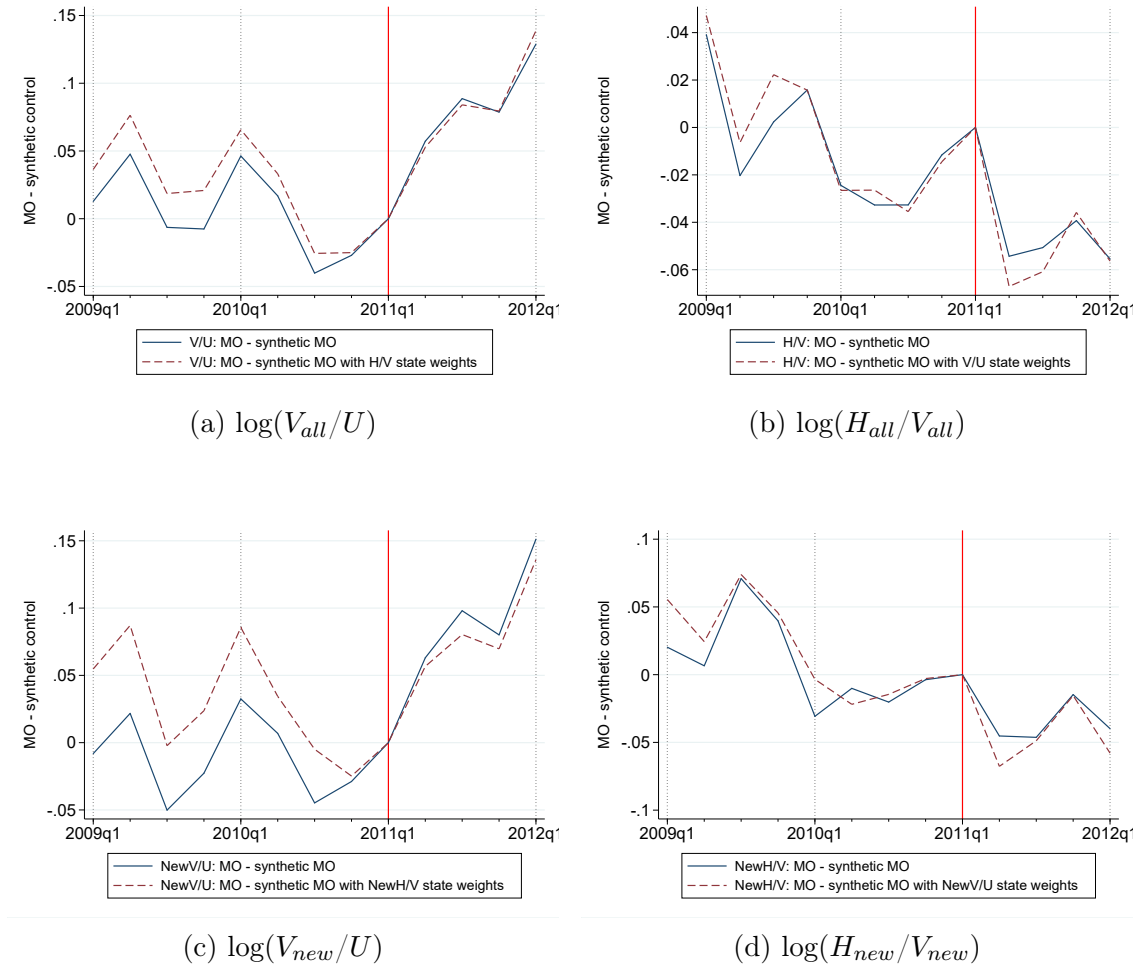 MO - synthetic control
.15
.1
.05
0
-.05
2009q1 2010q1 2011q1 2012q1
V/U: MO - synthetic MO
V/U: MO - synthetic MO with H/V state weights
(a) log(V_all/U)
MO - synthetic control
.04
.02
0
-.02
-.04
-.06
2009q1 2010q1 2011q1 2012q1
H/V: MO - synthetic MO
H/V: MO - synthetic MO with V/U state weights
(b) log(H_all/V_all)
MO - synthetic control
.15
.1
.05
0
-.05
2009q1 2010q1 2011q1 2012q1
NewV/U: MO - synthetic MO
NewV/U: MO - synthetic MO with NewH/V state weights
(c) log(V_new/U)
MO - synthetic control
.1
.05
0
-.05
-.1
2009q1 2010q1 2011q1 2012q1
NewH/V: MO - synthetic MO
NewH/V: MO - synthetic MO with NewV/U state weights
(d) log(H_new/V_new)